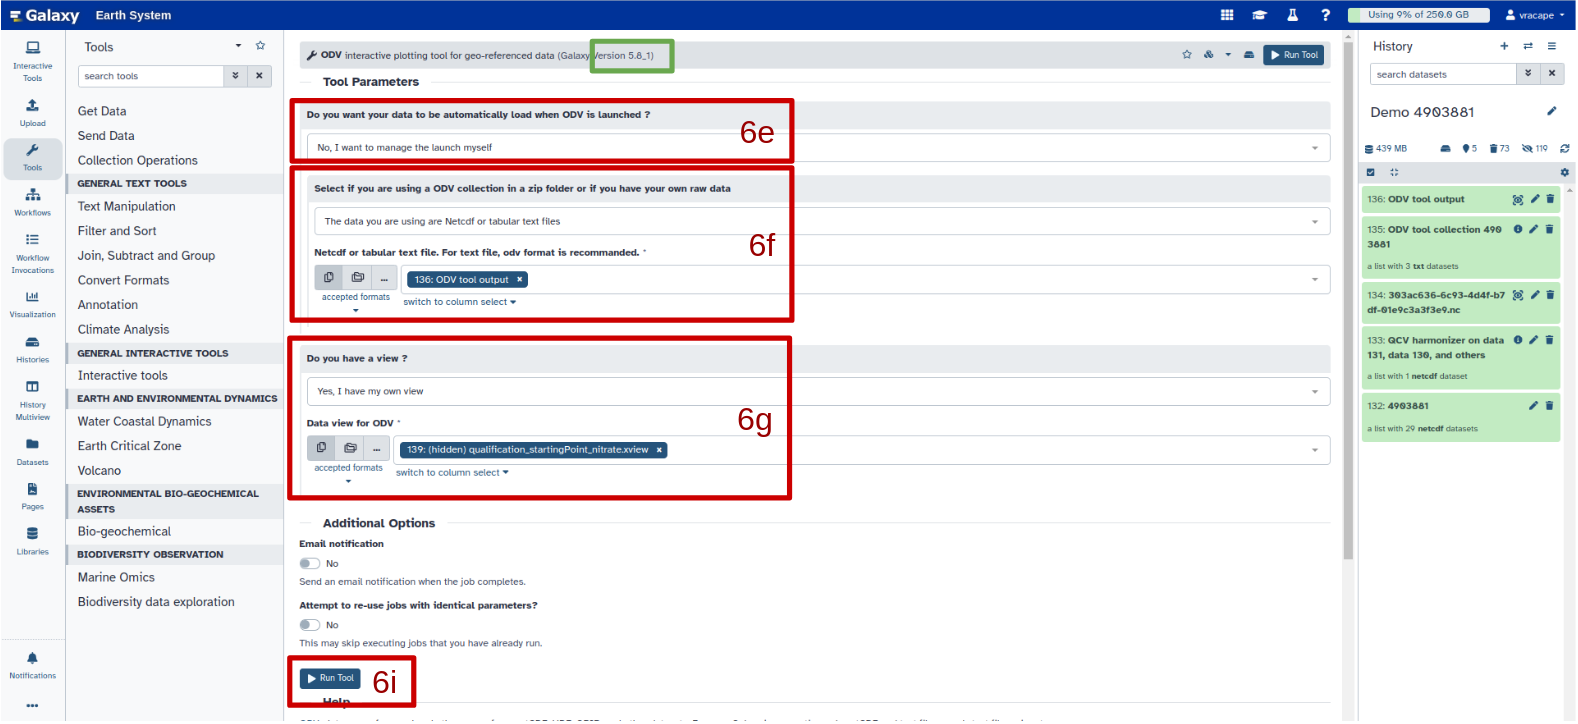 Galaxy Earth System
Using 9% of 250.0 GB
vracape
Interactive
Tools
Upload
Tools
Workflows
Workflow
Invocations
Visualization
Histories
History
Multiview
Datasets
Pages
Libraries
Notifications
Tools
search tools
Get Data
Send Data
Collection Operations
GENERAL TEXT TOOLS
Text Manipulation
Filter and Sort
Join, Subtract and Group
Convert Formats
Annotation
Climate Analysis
GENERAL INTERACTIVE TOOLS
Interactive tools
EARTH AND ENVIRONMENTAL DYNAMICS
Water Coastal Dynamics
Earth Critical Zone
Volcano
ENVIRONMENTAL BIO-GEOCHEMICAL
ASSETS
Bio-geochemical
BIODIVERSITY OBSERVATION
Marine Omics
Biodiversity data exploration
ODV interactive plotting tool for geo-referenced data (Galaxy Version 5.8_1)
Run Tool
Tool Parameters
Do you want your data to be automatically load when ODV is launched ?
6e
No, I want to manage the launch myself
Select if you are using a ODV collection in a zip folder or if you have your own raw data
The data you are using are Netcdf or tabular text files
6f
Netcdf or tabular text file. For text file, odv format is recommanded. *
136: ODV tool output ×
accepted formats
switch to column select
Do you have a view ?
Yes, I have my own view
6g
Data view for ODV *
139: (hidden) qualification_startingPoint_nitrate.xview ×
accepted formats
switch to column select
Additional Options
Email notification
No
Send an email notification when the job completes.
Attempt to re-use jobs with identical parameters?
No
This may skip executing jobs that you have already run.
Run Tool
6i
Help
History
search datasets
Demo 4903881
439 MB 5 73 119
136: ODV tool output
135: ODV tool collection 490
3881
a list with 3 txt datasets
134: 303ac636-6c93-4d4f-b7
df-01e9c3a3f3e9.nc
133: QCV harmonizer on data
131, data 130, and others
a list with 1 netcdf dataset
132: 4903881
a list with 29 netcdf datasets